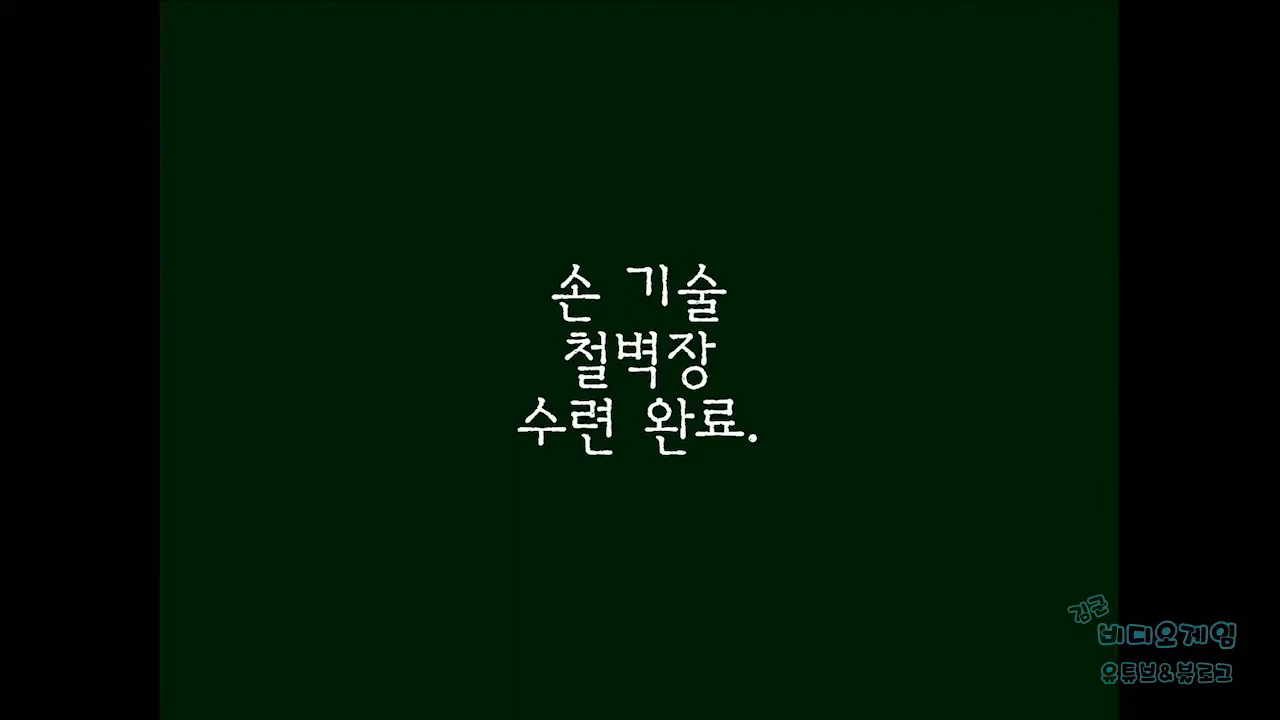 손 기술
철벽장
수련 완료.
김군
비디오게임
유튜브&블로그